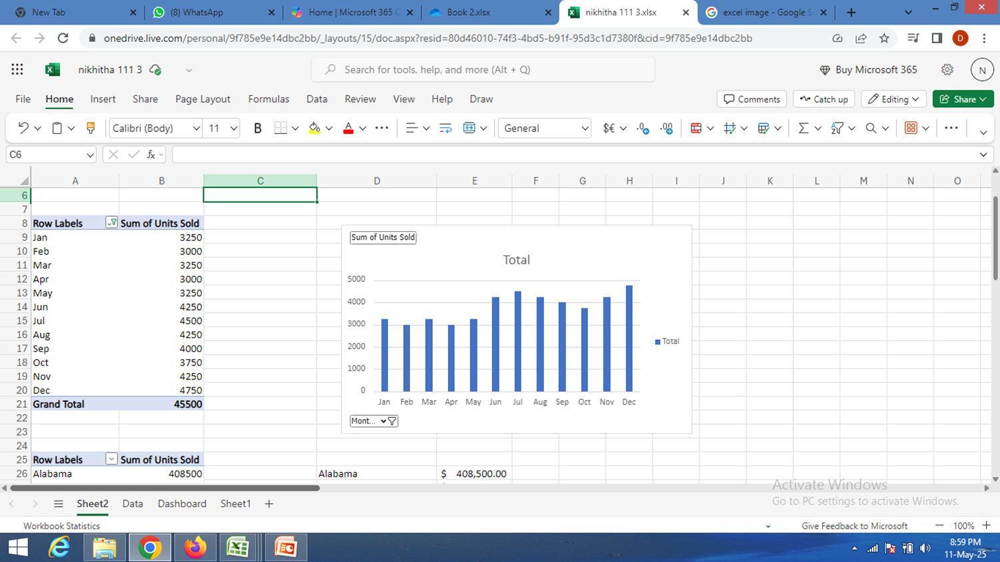 New Tab
(8) WhatsApp
Home | Microsoft 365 C
Book 2.xlsx
nikhitha 111 3.xlsx
excel image - Google S
onedrive.live.com/personal/9f785e9e14dbc2bb/_layouts/15/doc.aspx?resid=80d46010-74f3-4bd5-b91f-95d3c1d7380f&cid=9f785e9e14dbc2bb
D
nikhitha 111 3
Search for tools, help, and more (Alt + Q)
Buy Microsoft 365
N
File Home Insert Share Page Layout Formulas Data Review View Help Draw
Comments Catch up Editing Share
Calibri (Body) 11 B A General $€ .0 .00
C6 fx
A B C D E F G H I J K L M N O
6
7
8 Row Labels Sum of Units Sold
9 Jan 3250
10 Feb 3000
11 Mar 3250
12 Apr 3000
13 May 3250
14 Jun 4250
15 Jul 4500
16 Aug 4250
17 Sep 4000
18 Oct 3750
19 Nov 4250
20 Dec 4750
21 Grand Total 45500
22
23
24
25 Row Labels Sum of Units Sold
26 Alabama 408500 Alabama $ 408,500.00
Sum of Units Sold
Total
5000
4000
3000
2000
1000
0
Jan Feb Mar Apr May Jun Jul Aug Sep Oct Nov Dec
Total
Mont...
Activate Windows
Go to PC settings to activate Windows.
Sheet2 Data Dashboard Sheet1
Workbook Statistics
Give Feedback to Microsoft
100%
8:59 PM
11-May-25